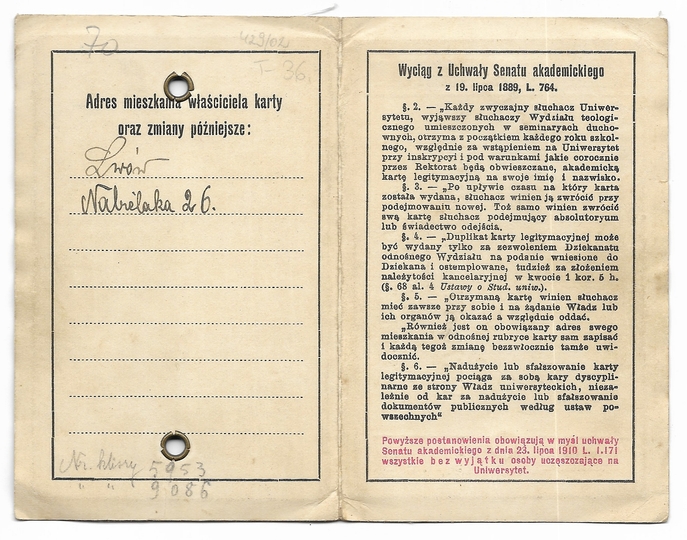 70
429/02
T-36.
Adres mieszkania właściciela karty
oraz zmiany późniejsze:
Lwów
Nabielaka 26.
Nr. kliszy 5953
" " 9086
Wyciąg z Uchwały Senatu akademickiego
z 19. lipca 1889, L. 764.
§. 2. — „Każdy zwyczajny słuchacz Uniwer-
sytetu, wyjąwszy słuchaczy Wydziału teologi-
cznego umieszczonych w seminaryach ducho-
wnych, otrzyma z początkiem każdego roku szkol-
nego, względnie za wstąpieniem na Uniwersytet
przy inskrypcyi i pod warunkami jakie corocznie
przez Rektorat będą obwieszczane, akademicką
kartę legitymacyjną na swoje imię i nazwisko.
§. 3. — „Po upływie czasu na który karta
została wydana, słuchacz winien ją zwrócić przy
podejmowaniu nowej. Toż samo winien zwrócić
swą kartę słuchacz podejmujący absolutoryum
lub świadectwo odejścia.
§. 4. — „Duplikat karty legitymacyjnej może
być wydany tylko za zezwoleniem Dziekanatu
odnośnego Wydziału na podanie wniesione do
Dziekana i ostemplowane, tudzież za złożeniem
należytości kancelaryjnej w kwocie 1 kor. 5 h.
(§. 68 al. 4 Ustawy o Stud. uniw.).
§. 5. — „Otrzymaną kartę winien słuchacz
mieć zawsze przy sobie i na żądanie Władz lub
ich organów ją okazać a względnie oddać.
„Również jest on obowiązany adres swego
mieszkania w odnośnej rubryce karty sam zapisać
i każdą tegoż zmianę bezzwłocznie tamże uwi-
docznić.
§. 6. — „Nadużycie lub sfałszowanie karty
legitymacyjnej pociąga za sobą kary dyscypli-
narne ze strony Władz uniwersyteckich, nieza-
leżnie od kar za nadużycie lub sfałszowanie
dokumentów publicznych według ustaw po-
wszechnych“
Powyższe postanowienia obowiązują w myśl uchwały
Senatu akademickiego z dnia 23. lipca 1910 L. 1.171
wszystkie bez wyjątku osoby uczęszczające na
Uniwersytet.